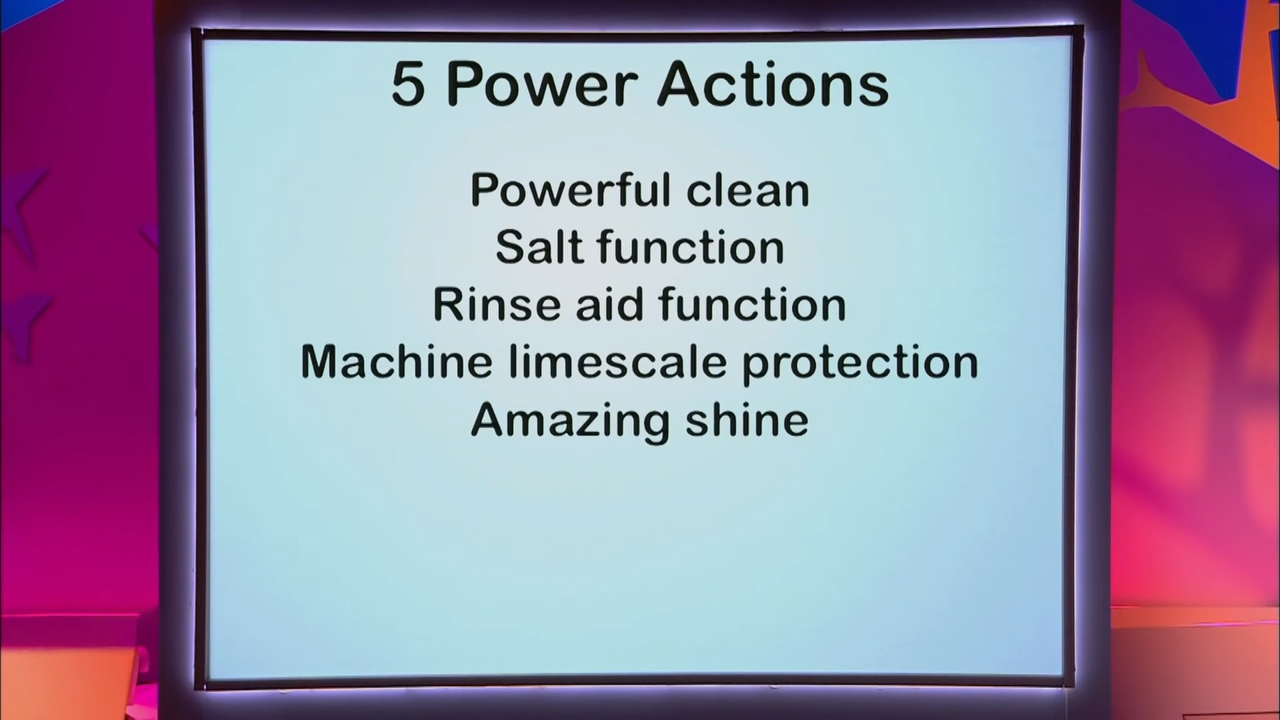 5 Power Actions
Powerful clean
Salt function
Rinse aid function
Machine limescale protection
Amazing shine